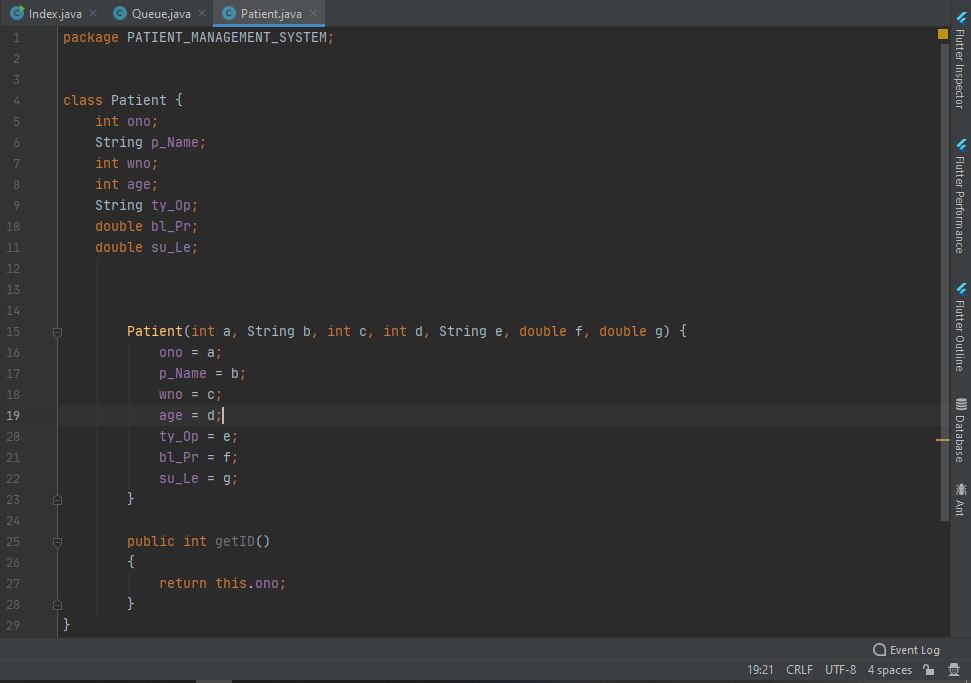 Index.java Queue.java Patient.java
1 package PATIENT_MANAGEMENT_SYSTEM;
2
3
4 class Patient {
5     int ono;
6     String p_Name;
7     int wno;
8     int age;
9     String ty_Op;
10     double bl_Pr;
11     double su_Le;
12
13
14
15         Patient(int a, String b, int c, int d, String e, double f, double g) {
16             ono = a;
17             p_Name = b;
18             wno = c;
19             age = d;
20             ty_Op = e;
21             bl_Pr = f;
22             su_Le = g;
23         }
24
25         public int getID()
26         {
27             return this.ono;
28         }
29 }
Flutter Inspector
Flutter Performance
Flutter Outline
Database
Ant
Event Log
19:21 CRLF UTF-8 4 spaces